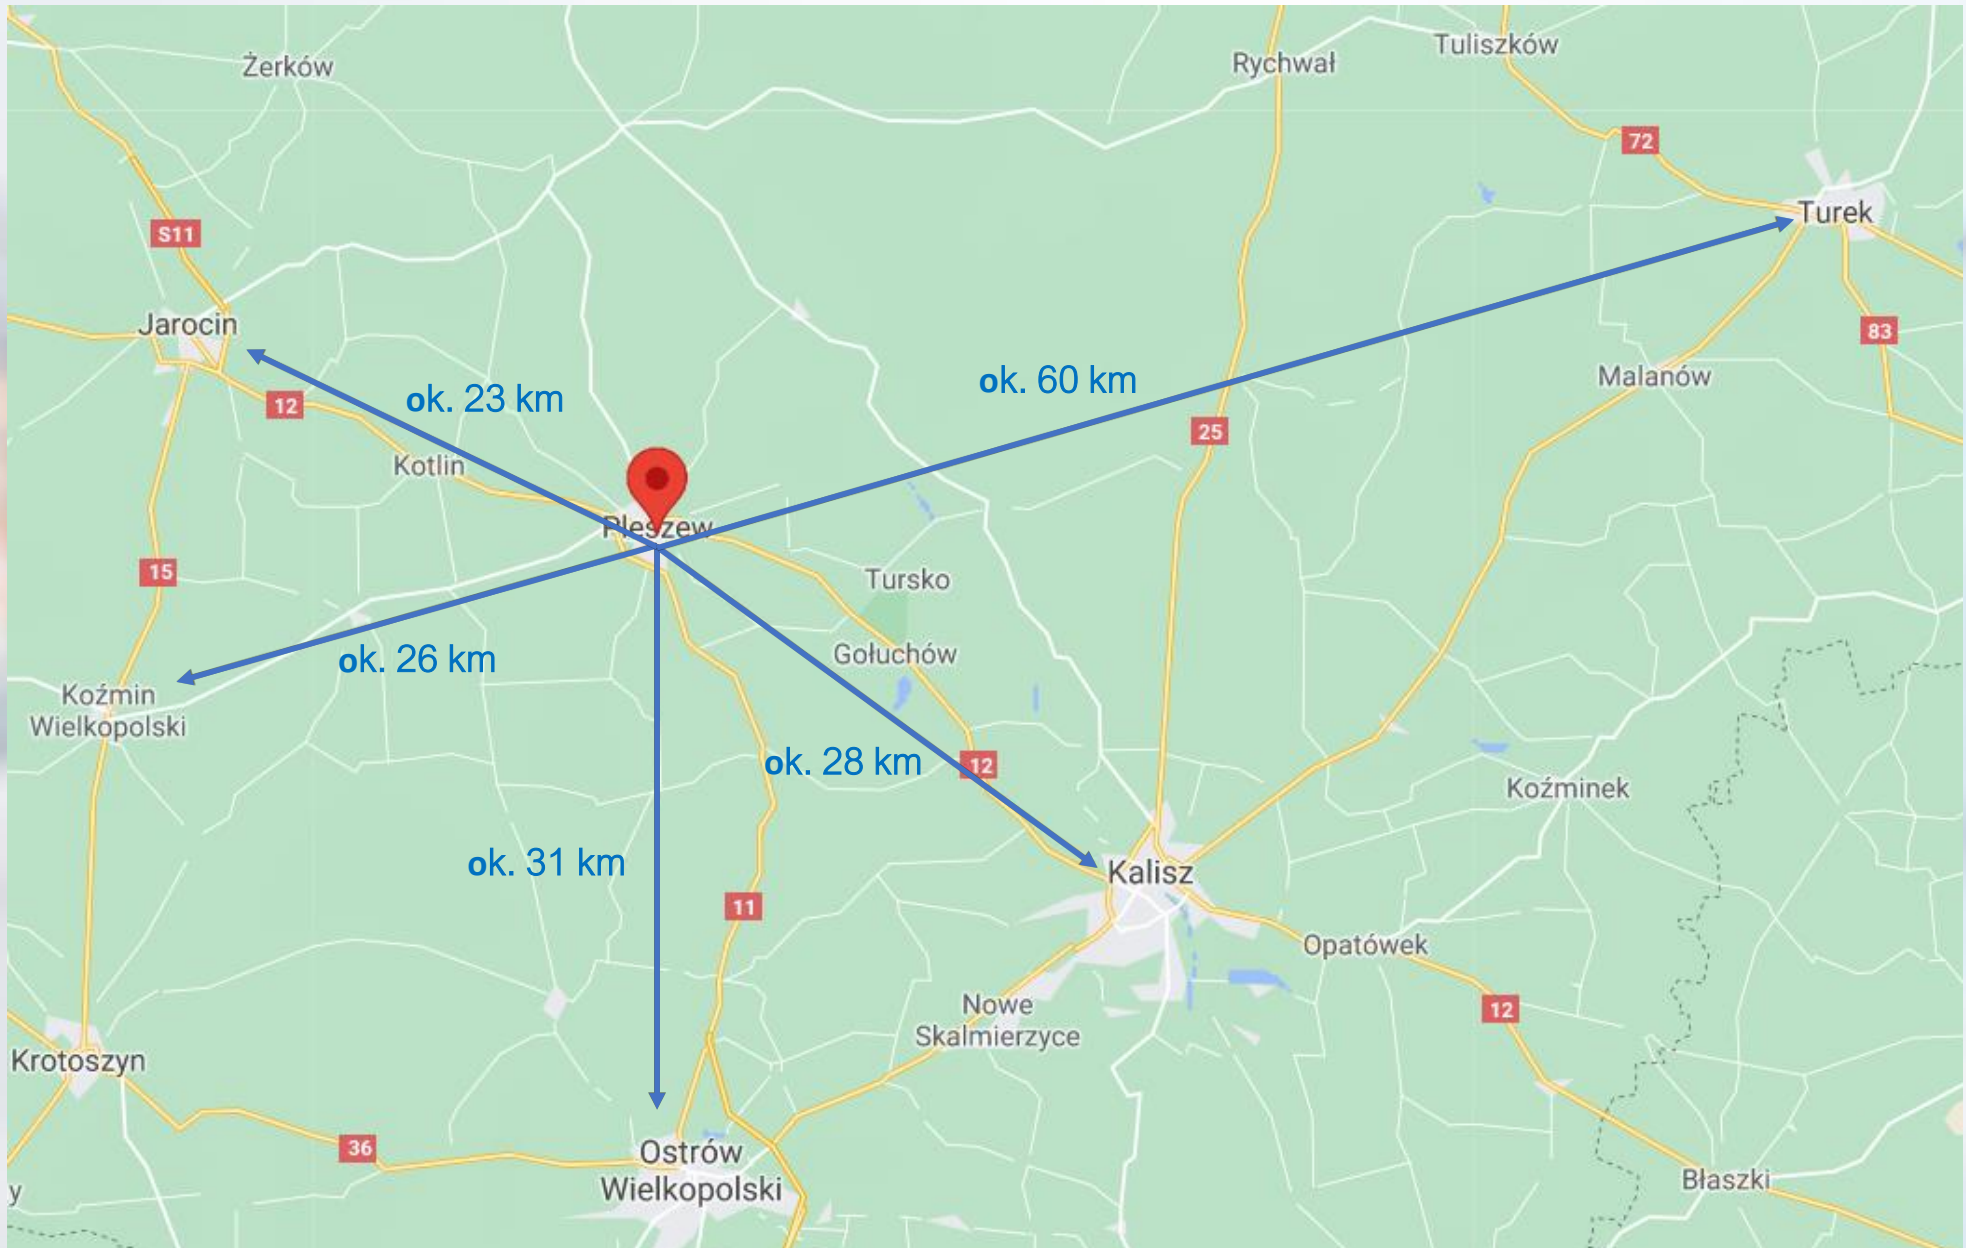 Żerków
Rychwał
Tuliszków
72
Turek
S11
Jarocin
83
ok. 60 km
Malanów
ok. 23 km
12
25
Kotlin
Pleszew
15
Tursko
ok. 26 km
Gołuchów
Koźmin
Wielkopolski
ok. 28 km
12
Koźminek
ok. 31 km
Kalisz
11
Opatówek
Nowe
Skalmierzyce
12
Krotoszyn
36
Ostrów
Wielkopolski
Błaszki
y